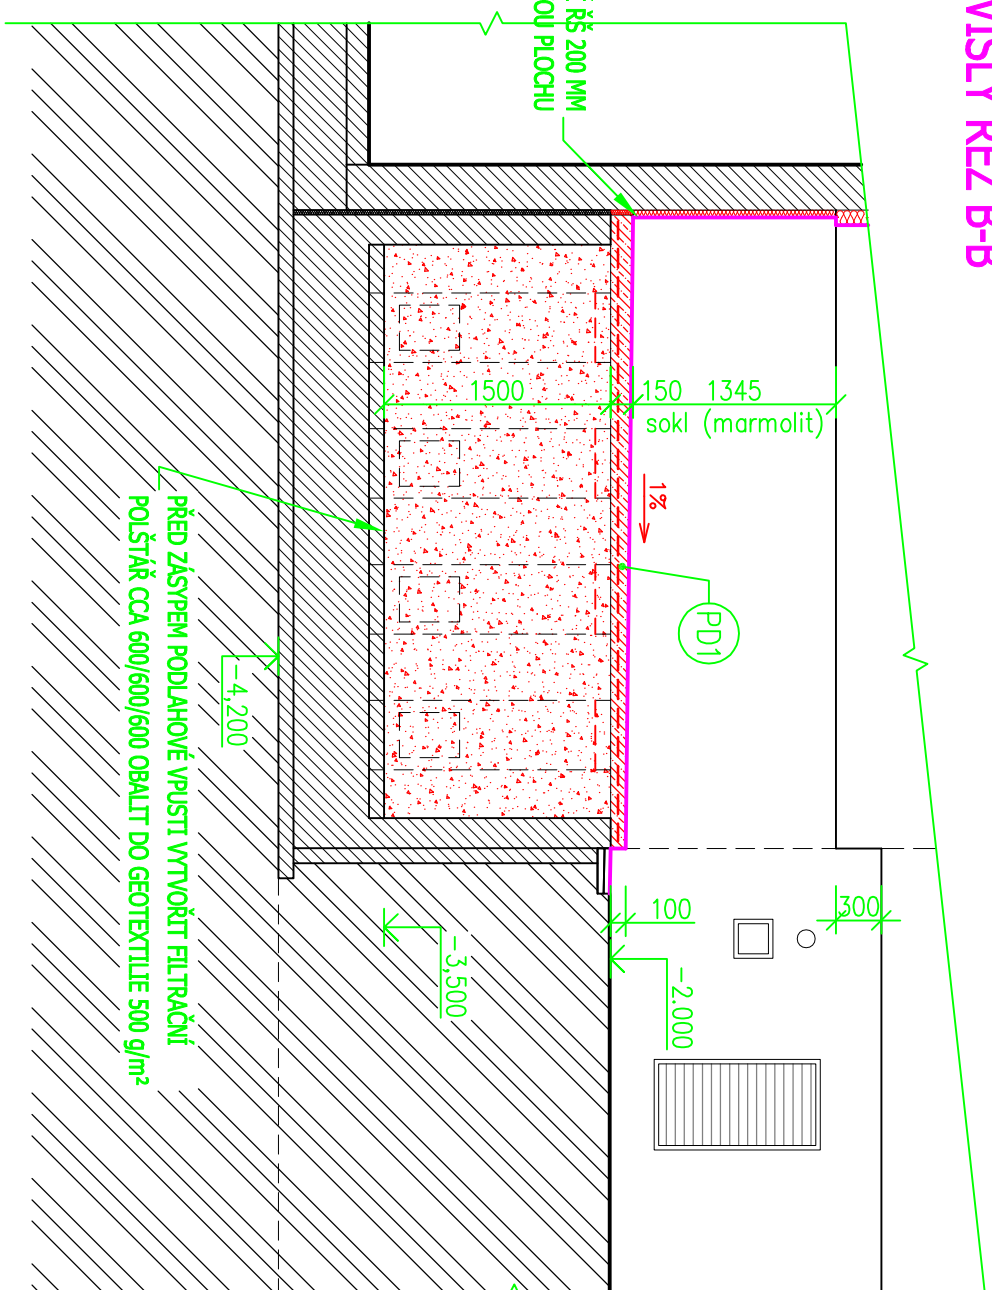 VISLÝ ŘEZ B-B
ŘŠ 200 MM
OU PLOCHU
1500
150 1345
sokl (marmolit)
1%
PD1
-4,200
300
100
-3,500
-2.000
PŘED ZÁSYPEM PODLAHOVÉ VPUSTI VYTVOŘIT FILTRAČNÍ
POLŠTÁŘ CCA 600/600/600 OBALIT DO GEOTEXTILIE 500 g/m²